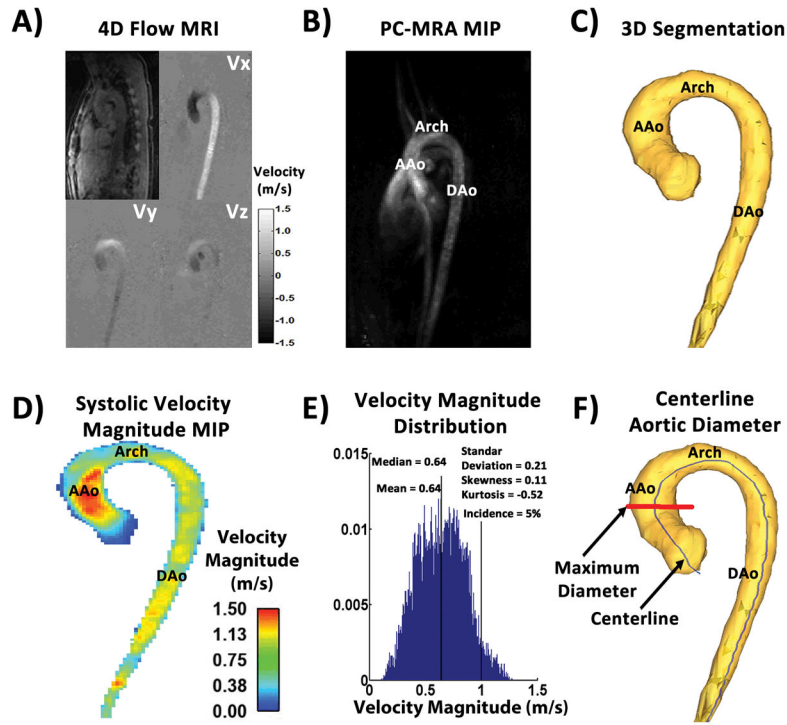 A)
4D Flow MRI
Vx
Vy
Vz
Velocity
(m/s)
1.5
1.0
0.5
0
-0.5
-1.0
-1.5
B)
PC-MRA MIP
Arch
AAo
DAo
C)
3D Segmentation
Arch
AAo
DAo
D)
Systolic Velocity
Magnitude MIP
Arch
AAo
DAo
Velocity
Magnitude
(m/s)
1.50
1.13
0.75
0.38
0.00
E)
Velocity Magnitude
Distribution
0.015
0.01
0.005
0
Median = 0.64
Mean = 0.64
Standar
Deviation = 0.21
Skewness = 0.11
Kurtosis = -0.52
Incidence = 5%
0
0.5
1
1.5
Velocity Magnitude (m/s)
F)
Centerline
Aortic Diameter
Arch
AAo
DAo
Maximum
Diameter
Centerline